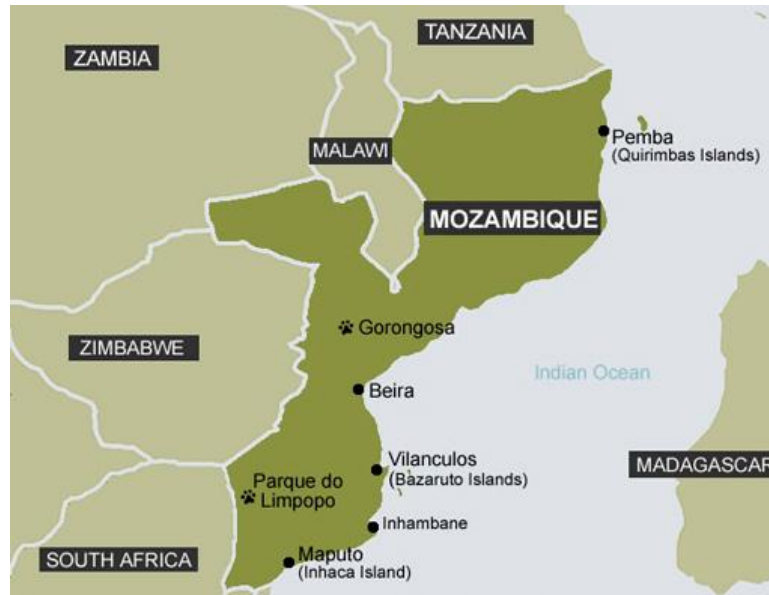 TANZANIA
ZAMBIA
Pemba
(Quirimbas Islands)
MALAWI
MOZAMBIQUE
Gorongosa
ZIMBABWE
Indian Ocean
Beira
Vilanculos
(Bazaruto Islands)
MADAGASCAR
Parque do
Limpopo
Inhambane
SOUTH AFRICA
Maputo
(Inhaca Island)